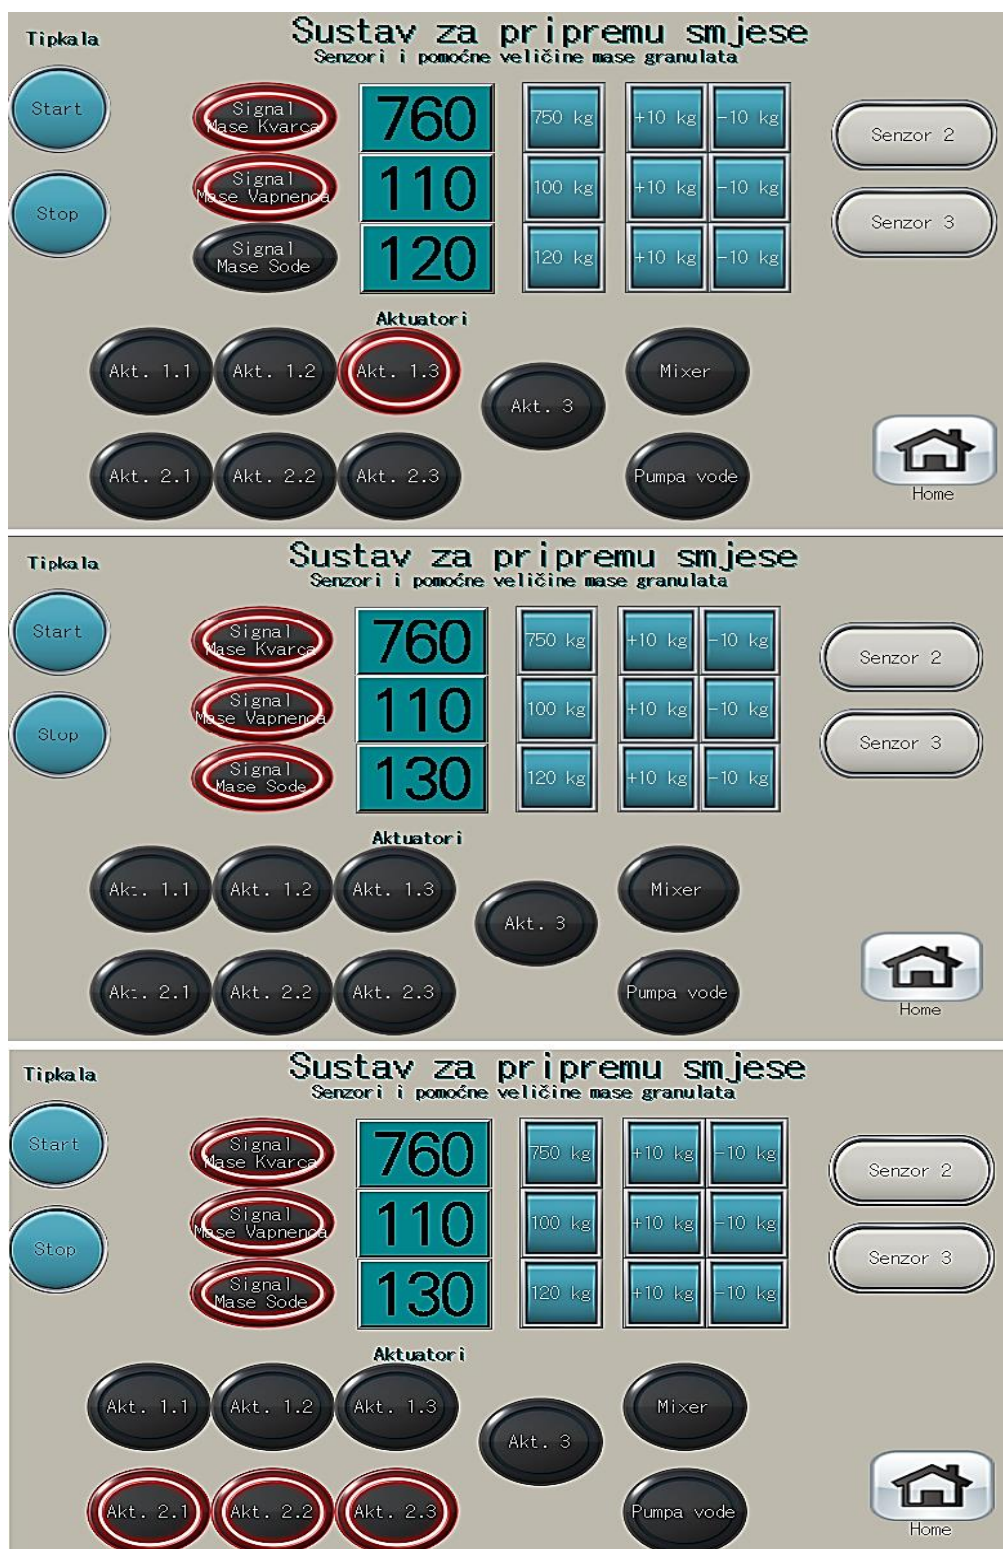 Tipkala
Sustav za pripremu smjese
Senzori i pomoćne veličine mase granulata
Start
Signal
Mase Kvarca
760
750 kg
+10 kg
-10 kg
Senzor 2
Stop
Signal
Mase Vapnenca
110
100 kg
+10 kg
-10 kg
Senzor 3
Signal
Mase Sode
120
120 kg
+10 kg
-10 kg
Aktuatori
Akt. 1.1
Akt. 1.2
Akt. 1.3
Akt. 3
Mixer
Akt. 2.1
Akt. 2.2
Akt. 2.3
Pumpa vode
Home
Tipkala
Sustav za pripremu smjese
Senzori i pomoćne veličine mase granulata
Start
Signal
Mase Kvarca
760
750 kg
+10 kg
-10 kg
Senzor 2
Stop
Signal
Mase Vapnenca
110
100 kg
+10 kg
-10 kg
Senzor 3
Signal
Mase Sode
130
120 kg
+10 kg
-10 kg
Aktuatori
Akt. 1.1
Akt. 1.2
Akt. 1.3
Akt. 3
Mixer
Akt. 2.1
Akt. 2.2
Akt. 2.3
Pumpa vode
Home
Tipkala
Sustav za pripremu smjese
Senzori i pomoćne veličine mase granulata
Start
Signal
Mase Kvarca
760
750 kg
+10 kg
-10 kg
Senzor 2
Stop
Signal
Mase Vapnenca
110
100 kg
+10 kg
-10 kg
Senzor 3
Signal
Mase Sode
130
120 kg
+10 kg
-10 kg
Aktuatori
Akt. 1.1
Akt. 1.2
Akt. 1.3
Akt. 3
Mixer
Akt. 2.1
Akt. 2.2
Akt. 2.3
Pumpa vode
Home